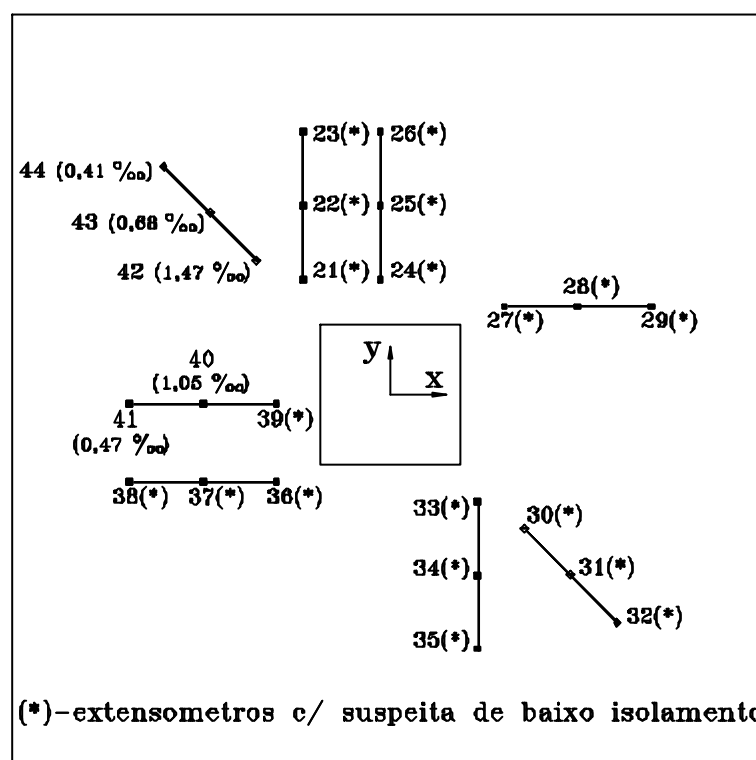 23(*) 26(*)
44 (0,41 ‰)
43 (0,68 ‰) 22(*) 25(*)
42 (1,47 ‰) 21(*) 24(*)
28(*)
27(*) 29(*)
y
x
40
(1,05 ‰)
41 39(*)
(0,47 ‰)
38(*) 37(*) 36(*)
33(*) 30(*)
34(*) 31(*)
32(*)
35(*)
(*)-extensometros c/ suspeita de baixo isolamento